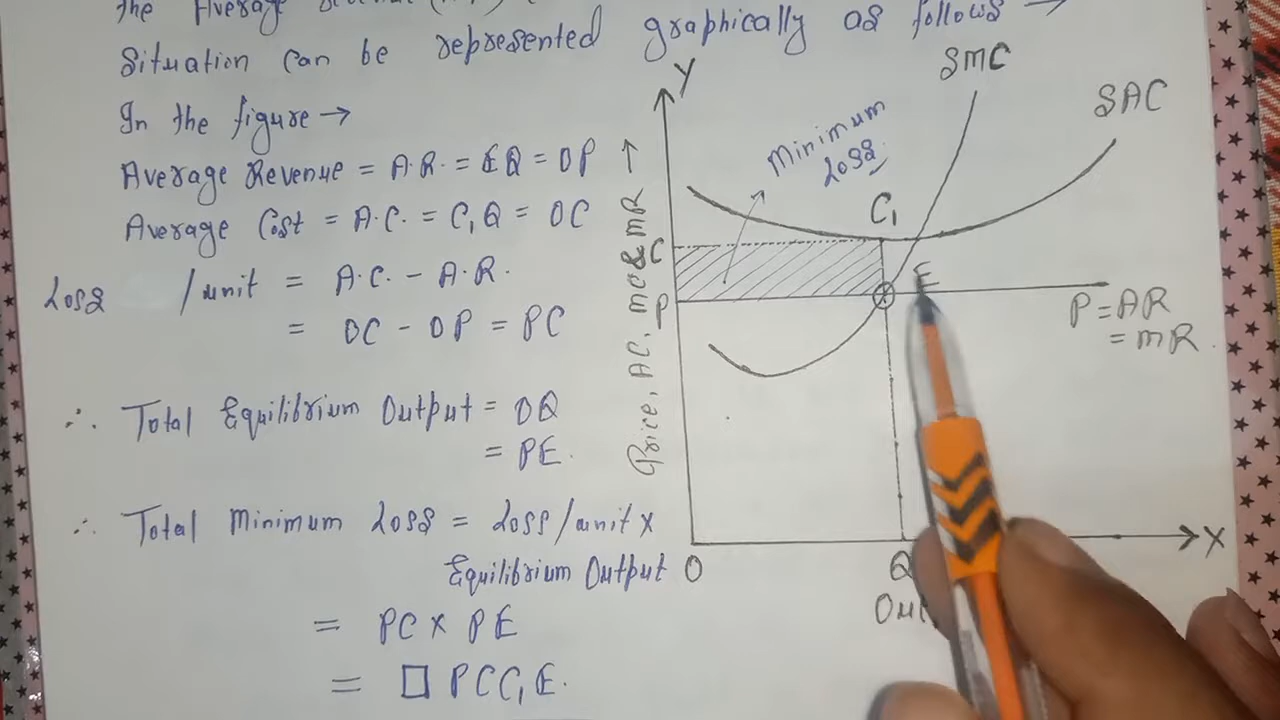 the Average
Situation can be represented graphically as follows →
In the figure →
Average Revenue = A.R. = EQ = OP
Average Cost = A.C. = C₁Q = OC
Loss /unit = A.C. - A.R.
= OC - OP = PC
∴ Total Equilibrium Output = OQ
= PE.
∴ Total Minimum Loss = Loss/unit x
Equilibrium Output
= PC x PE
= □ PCC₁E.
Y
SMC
SAC
Minimum
Loss
C₁
C
E
P
P = AR
= MR.
Price, AC, MC & MR →
O
Q
X